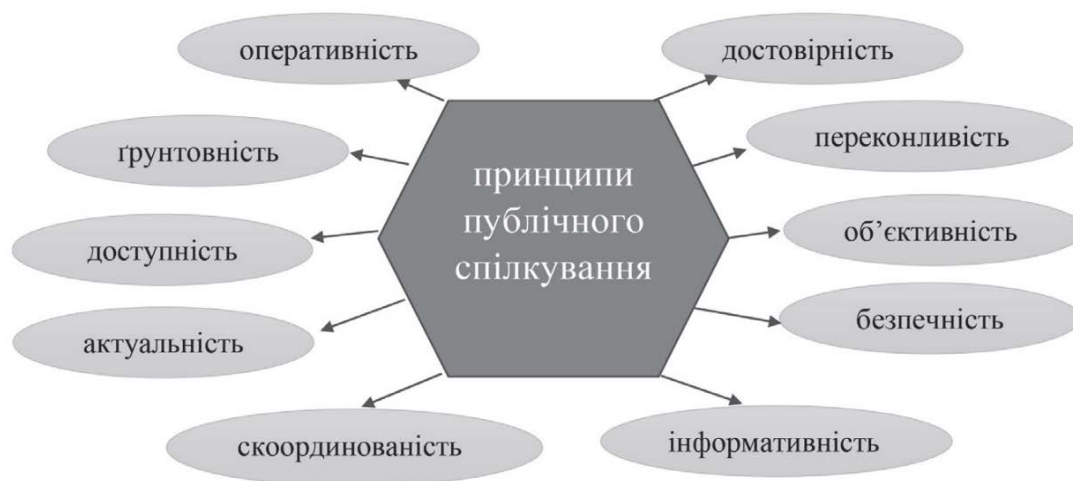 оперативність
достовірність
ґрунтовність
переконливість
принципи
публічного
спілкування
доступність
об’єктивність
актуальність
безпечність
скоординованість
інформативність